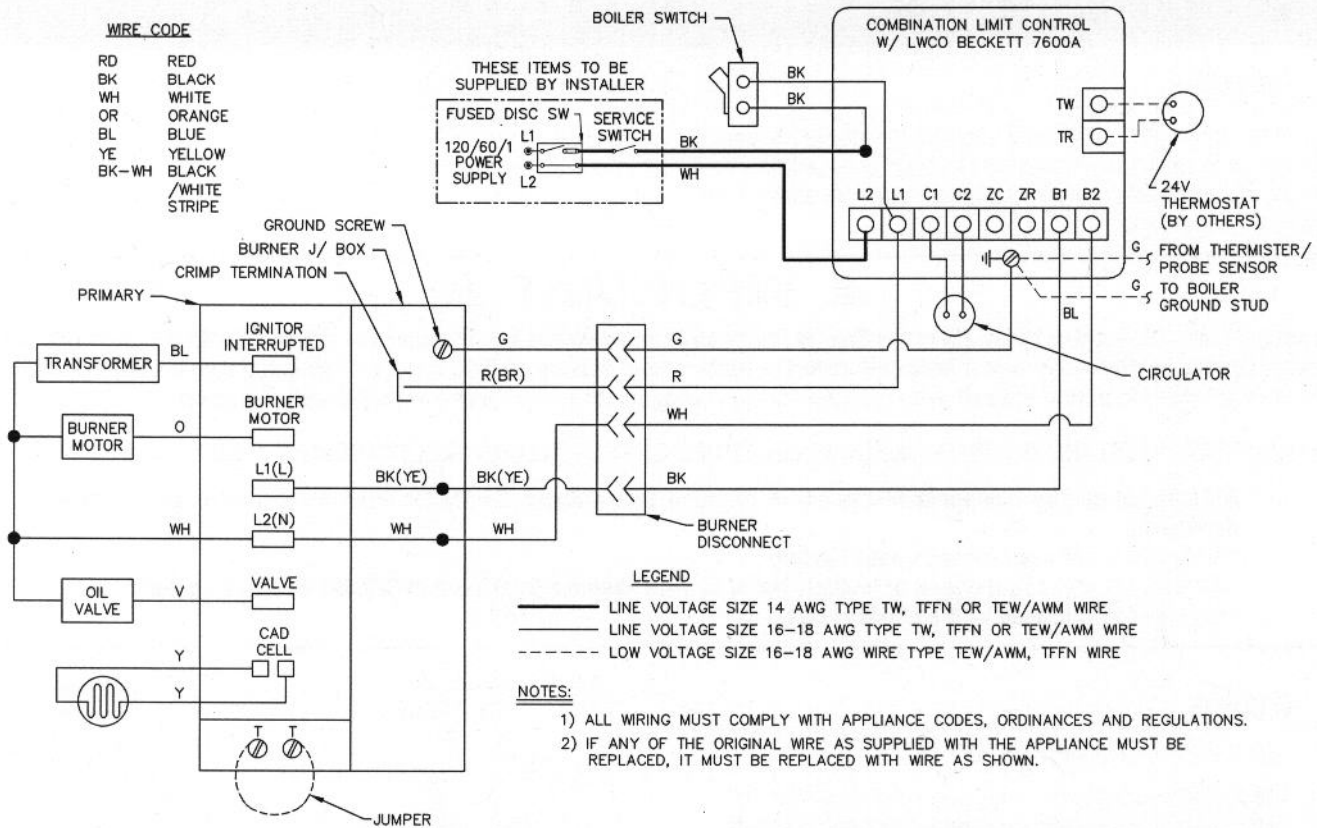 WIRE CODE
RD RED
BK BLACK
WH WHITE
OR ORANGE
BL BLUE
YE YELLOW
BK-WH BLACK
/WHITE
STRIPE
THESE ITEMS TO BE
SUPPLIED BY INSTALLER
FUSED DISC SW
SERVICE
SWITCH
L1
120/60/1
POWER
SUPPLY
L2
BOILER SWITCH
BK
BK
BK
WH
COMBINATION LIMIT CONTROL
W/ LWCO BECKETT 7600A
TW
TR
24V
THERMOSTAT
(BY OTHERS)
L2 L1 C1 C2 ZC ZR B1 B2
G FROM THERMISTER/
PROBE SENSOR
G TO BOILER
GROUND STUD
BL
CIRCULATOR
GROUND SCREW
BURNER J/ BOX
CRIMP TERMINATION
PRIMARY
TRANSFORMER
BL
IGNITOR
INTERRUPTED
G
G
R(BR)
R
BURNER
MOTOR
O
BURNER
MOTOR
WH
L1(L)
BK(YE)
BK(YE)
BK
WH
L2(N)
WH
WH
BURNER
DISCONNECT
OIL
VALVE
V
VALVE
CAD
CELL
Y
Y
T T
JUMPER
LEGEND
LINE VOLTAGE SIZE 14 AWG TYPE TW, TFFN OR TEW/AWM WIRE
LINE VOLTAGE SIZE 16-18 AWG TYPE TW, TFFN OR TEW/AWM WIRE
LOW VOLTAGE SIZE 16-18 AWG WIRE TYPE TEW/AWM, TFFN WIRE
NOTES:
1) ALL WIRING MUST COMPLY WITH APPLIANCE CODES, ORDINANCES AND REGULATIONS.
2) IF ANY OF THE ORIGINAL WIRE AS SUPPLIED WITH THE APPLIANCE MUST BE
REPLACED, IT MUST BE REPLACED WITH WIRE AS SHOWN.